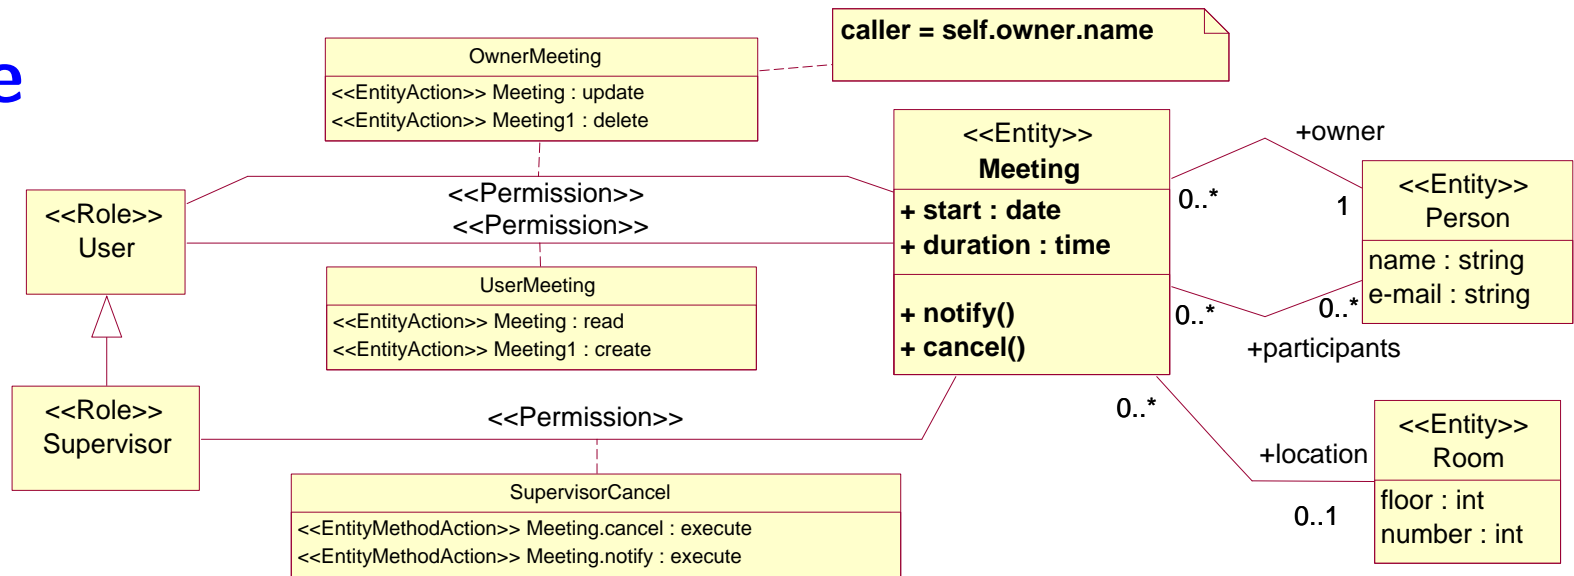 e
caller = self.owner.name
OwnerMeeting
<<EntityAction>> Meeting : update
<<EntityAction>> Meeting1 : delete
<<Entity>>
Meeting
+ start : date
+ duration : time
+ notify()
+ cancel()
+owner
0..*
1
<<Entity>>
Person
name : string
e-mail : string
<<Role>>
User
<<Permission>>
<<Permission>>
UserMeeting
<<EntityAction>> Meeting : read
<<EntityAction>> Meeting1 : create
0..*
0..*
+participants
<<Role>>
Supervisor
<<Permission>>
0..*
+location
0..1
<<Entity>>
Room
floor : int
number : int
SupervisorCancel
<<EntityMethodAction>> Meeting.cancel : execute
<<EntityMethodAction>> Meeting.notify : execute